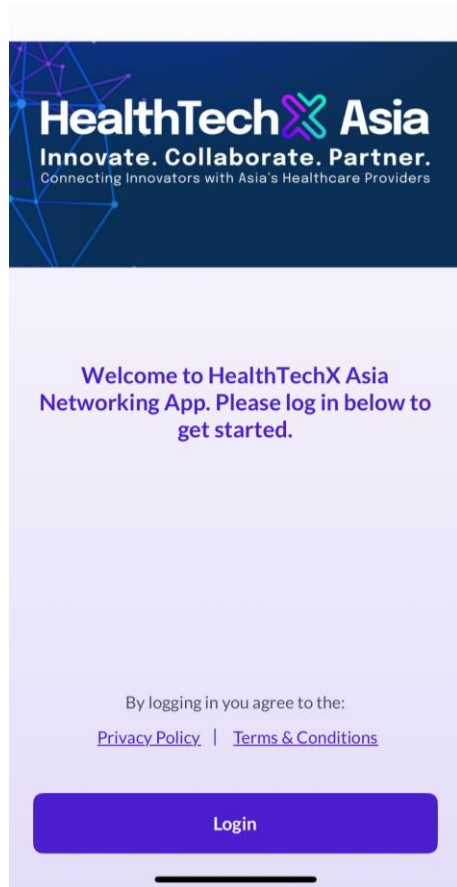 HealthTechX Asia
Innovate. Collaborate. Partner.
Connecting Innovators with Asia's Healthcare Providers
Welcome to HealthTechX Asia
Networking App. Please log in below to
get started.
By logging in you agree to the:
Privacy Policy | Terms & Conditions
Login